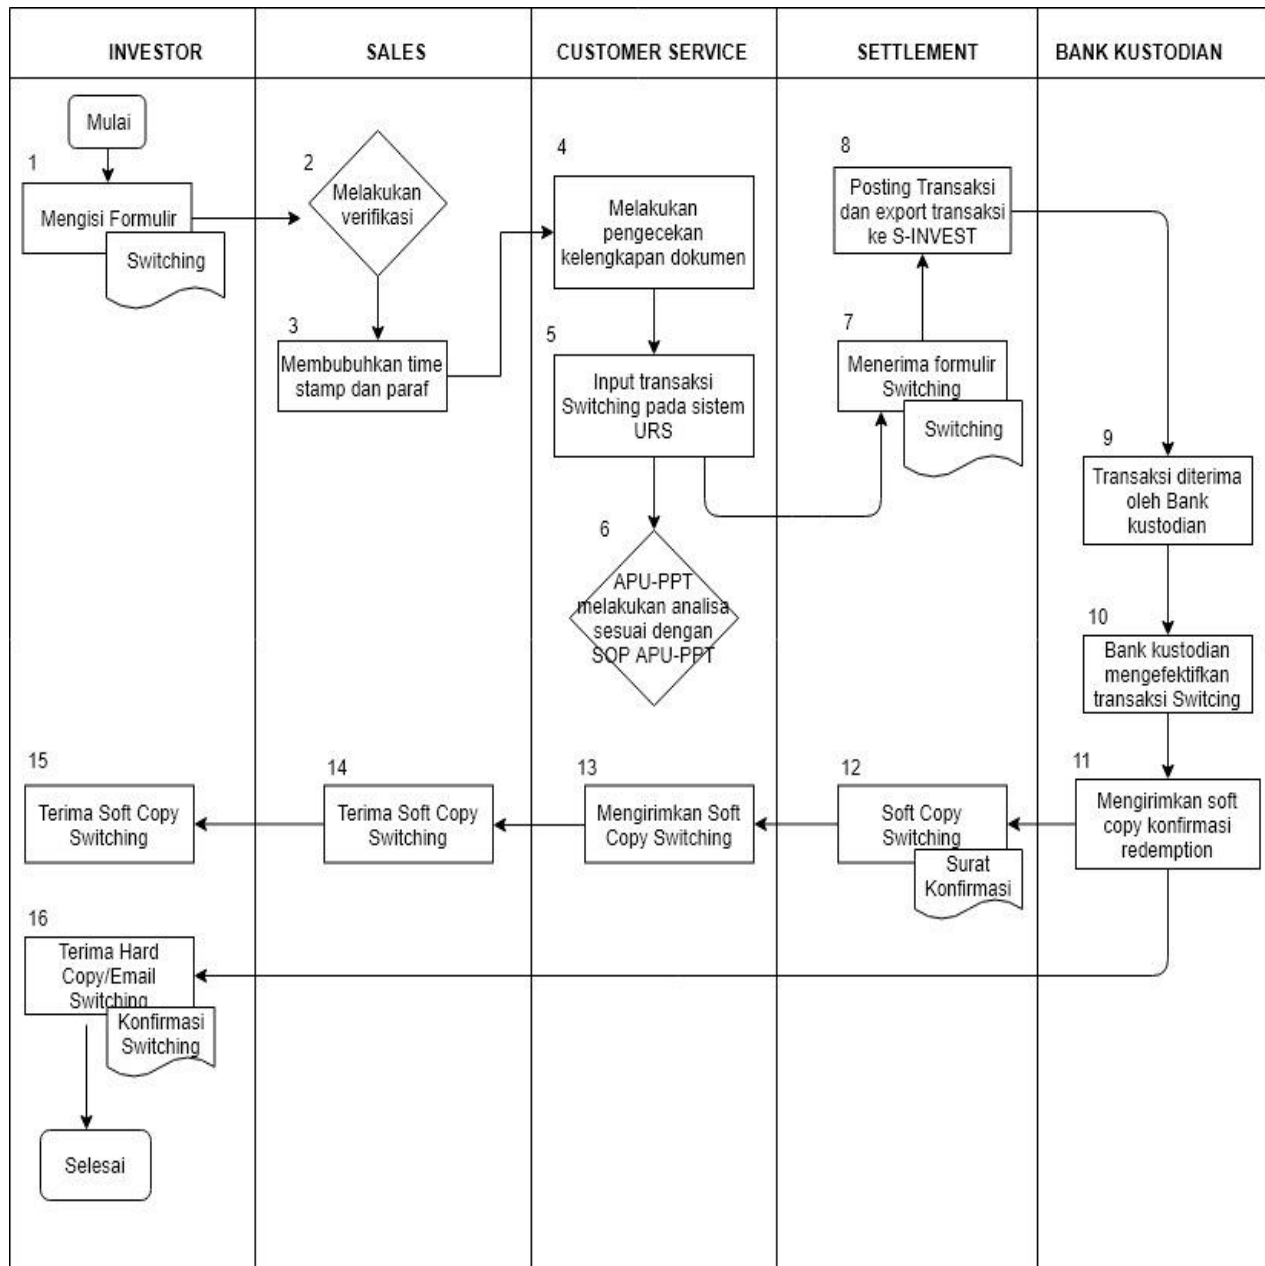 INVESTOR
SALES
CUSTOMER SERVICE
SETTLEMENT
BANK KUSTODIAN
Mulai
1
Mengisi Formulir
Switching
2
Melakukan
verifikasi
3
Membubuhkan time
stamp dan paraf
4
Melakukan
pengecekan
kelengkapan dokumen
5
Input transaksi
Switching pada sistem
URS
6
APU-PPT
melakukan analisa
sesuai dengan
SOP APU-PPT
7
Menerima formulir
Switching
Switching
8
Posting Transaksi
dan export transaksi
ke S-INVEST
9
Transaksi diterima
oleh Bank
kustodian
10
Bank kustodian
mengefektifkan
transaksi Switcing
11
Mengirimkan soft
copy konfirmasi
redemption
12
Soft Copy
Switching
Surat
Konfirmasi
13
Mengirimkan Soft
Copy Switching
14
Terima Soft Copy
Switching
15
Terima Soft Copy
Switching
16
Terima Hard
Copy/Email
Switching
Konfirmasi
Switching
Selesai